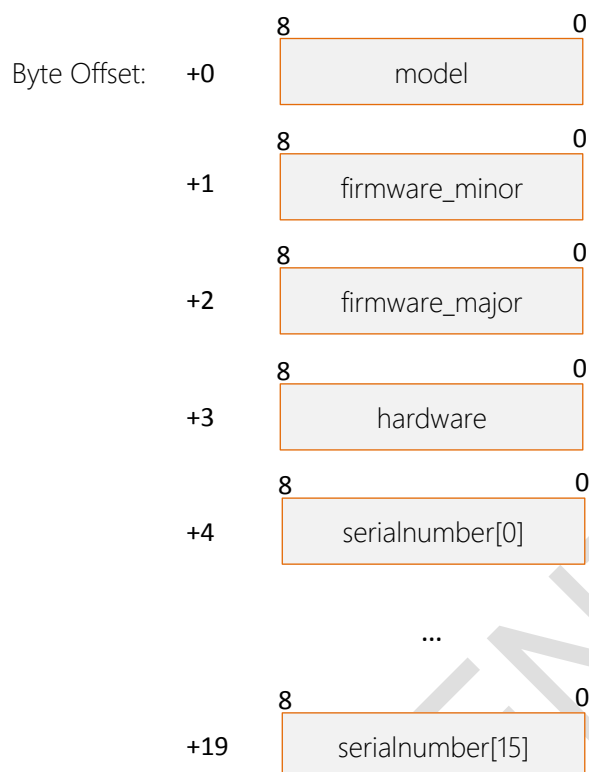 8 0
Byte Offset: +0 model
8 0
+1 firmware_minor
8 0
+2 firmware_major
8 0
+3 hardware
8 0
+4 serialnumber[0]
...
8 0
+19 serialnumber[15]